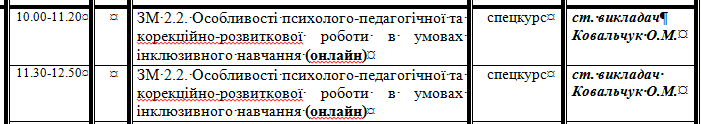 10.00-11.20 ЗМ 2.2. Особливості психолого-педагогічної та спецкурс ст. викладач
корекційно-розвиткової роботи в умовах Ковальчук О.М.
інклюзивного навчання (онлайн)
11.30-12.50 ЗМ 2.2. Особливості психолого-педагогічної та спецкурс ст. викладач
корекційно-розвиткової роботи в умовах Ковальчук О.М.
інклюзивного навчання (онлайн)